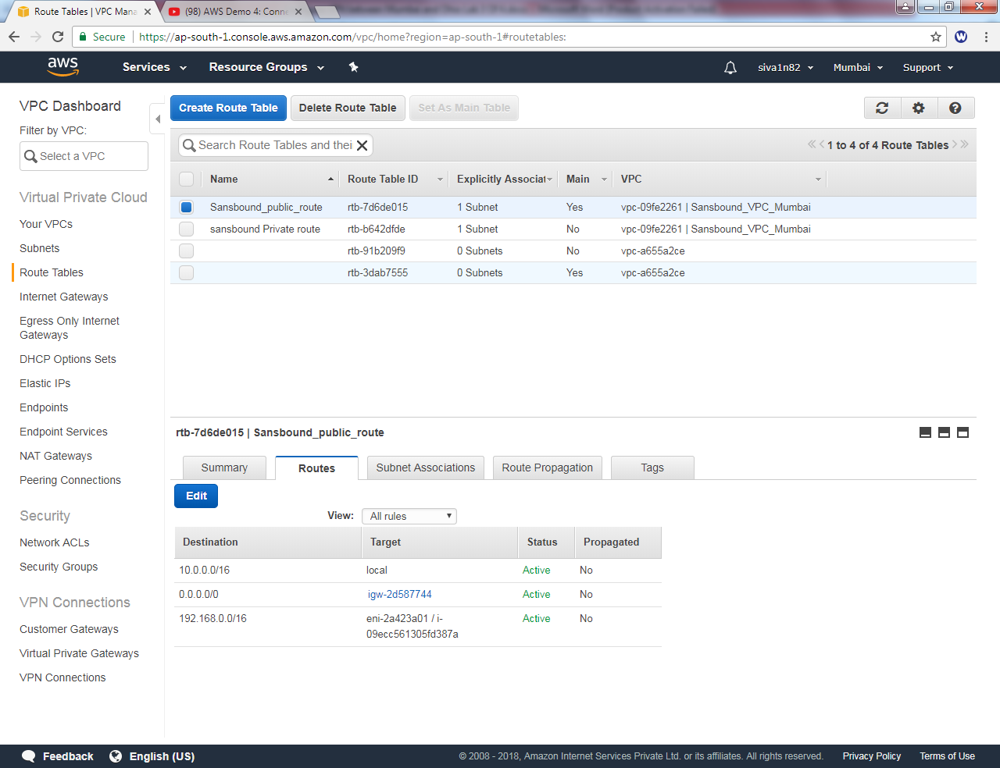 Route Tables | VPC Mana
(98) AWS Demo 4: Conne
Secure https://ap-south-1.console.aws.amazon.com/vpc/home?region=ap-south-1#routetables:
W
aws Services Resource Groups siva1n82 Mumbai Support
VPC Dashboard
Filter by VPC:
Select a VPC
Virtual Private Cloud
Your VPCs
Subnets
Route Tables
Internet Gateways
Egress Only Internet
Gateways
DHCP Options Sets
Elastic IPs
Endpoints
Endpoint Services
NAT Gateways
Peering Connections
Security
Network ACLs
Security Groups
VPN Connections
Customer Gateways
Virtual Private Gateways
VPN Connections
Create Route Table Delete Route Table Set As Main Table
Search Route Tables and thei 1 to 4 of 4 Route Tables
Name Route Table ID Explicitly Associat Main VPC
Sansbound_public_route rtb-7d6de015 1 Subnet Yes vpc-09fe2261 | Sansbound_VPC_Mumbai
sansbound Private route rtb-b642dfde 1 Subnet No vpc-09fe2261 | Sansbound_VPC_Mumbai
rtb-91b209f9 0 Subnets No vpc-a655a2ce
rtb-3dab7555 0 Subnets Yes vpc-a655a2ce
rtb-7d6de015 | Sansbound_public_route
Summary Routes Subnet Associations Route Propagation Tags
Edit
View: All rules
Destination Target Status Propagated
10.0.0.0/16 local Active No
0.0.0.0/0 igw-2d587744 Active No
192.168.0.0/16 eni-2a423a01 / i- Active No
09ecc561305fd387a
Feedback English (US) © 2008 - 2018, Amazon Internet Services Private Ltd. or its affiliates. All rights reserved. Privacy Policy Terms of Use